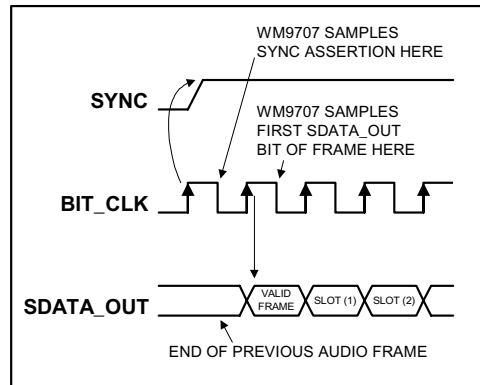 WM9707 SAMPLES
SYNC ASSERTION HERE
SYNC
WM9707 SAMPLES
FIRST SDATA_OUT
BIT OF FRAME HERE
BIT_CLK
SDATA_OUT
VALID
FRAME
SLOT (1)
SLOT (2)
END OF PREVIOUS AUDIO FRAME